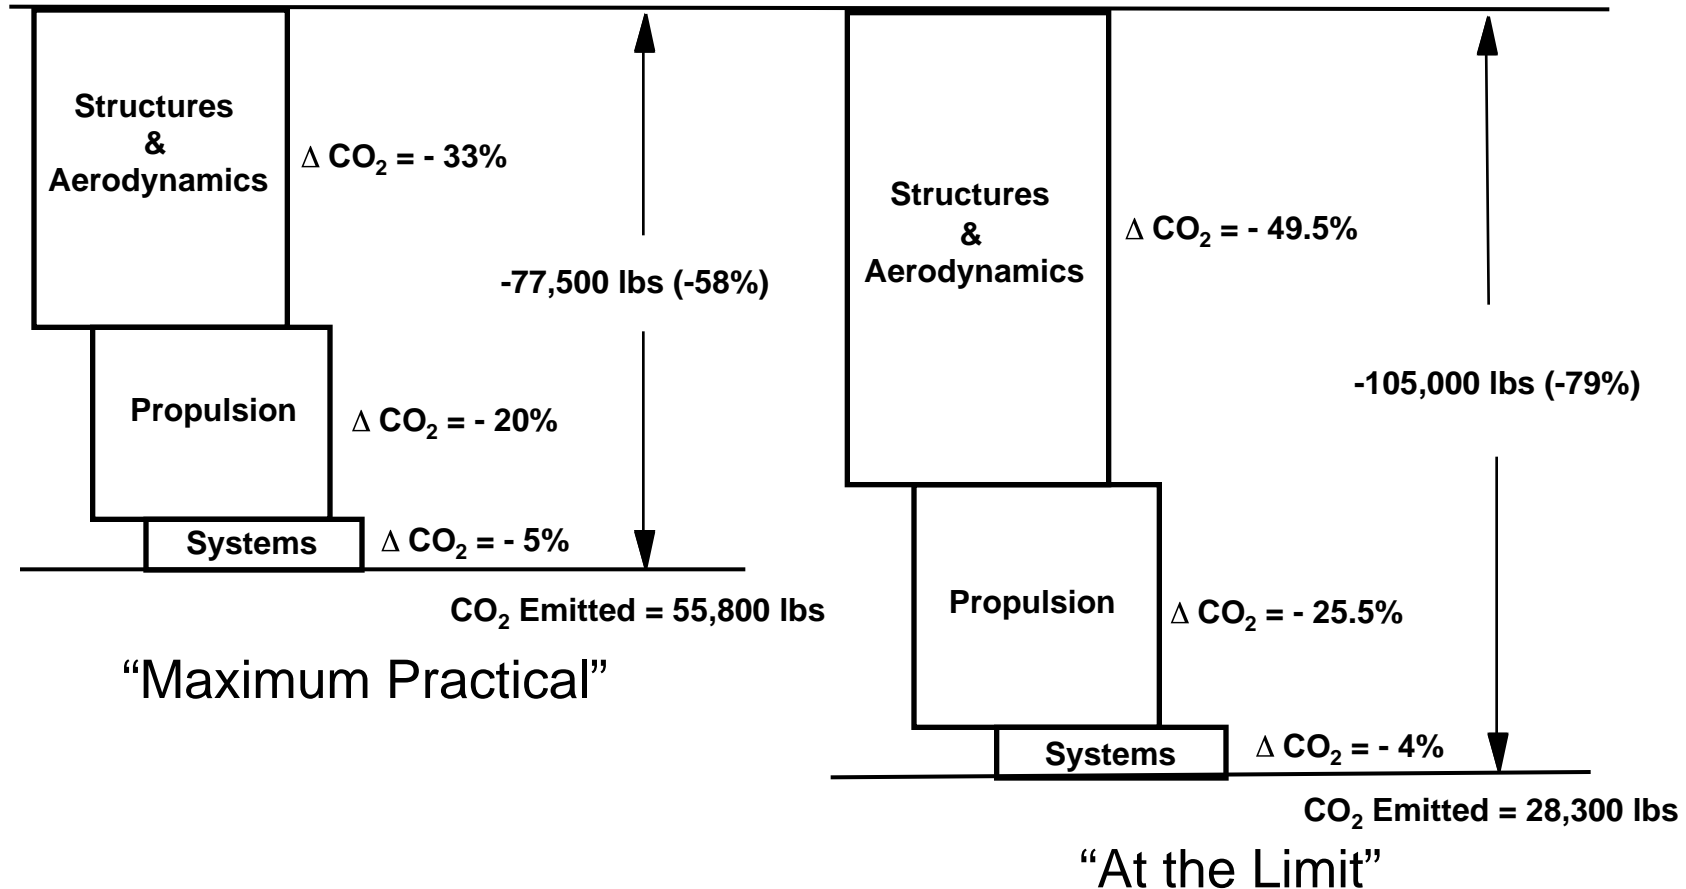 Structures
&
Aerodynamics
Δ CO₂ = - 33%
-77,500 lbs (-58%)
Propulsion
Δ CO₂ = - 20%
Systems
Δ CO₂ = - 5%
CO₂ Emitted = 55,800 lbs
“Maximum Practical”
Structures
&
Aerodynamics
Δ CO₂ = - 49.5%
-105,000 lbs (-79%)
Propulsion
Δ CO₂ = - 25.5%
Systems
Δ CO₂ = - 4%
CO₂ Emitted = 28,300 lbs
“At the Limit”